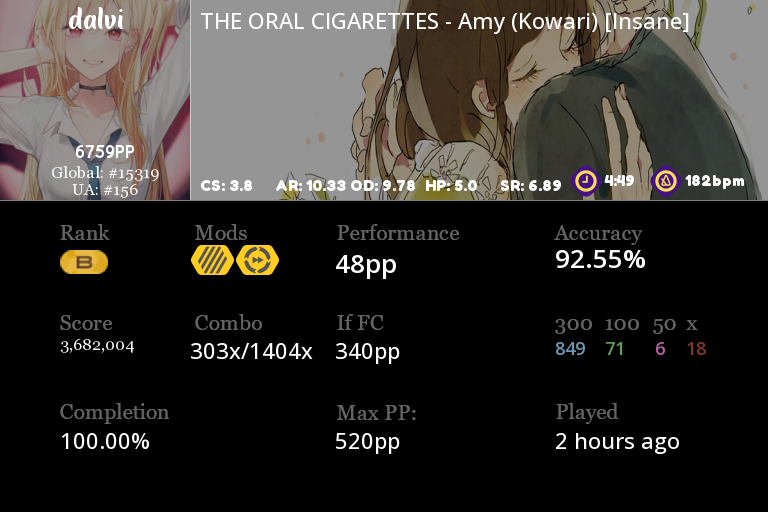 dalvi
THE ORAL CIGARETTES - Amy (Kowari) [Insane]
6759PP
Global: #15319
UA: #156
CS: 3.8 AR: 10.33 OD: 9.78 HP: 5.0 SR: 6.89 4:49 182bpm
Rank Mods Performance Accuracy
B 48pp 92.55%
Score Combo If FC 300 100 50 x
3,682,004 303x/1404x 340pp 849 71 6 18
Completion Max PP: Played
100.00% 520pp 2 hours ago